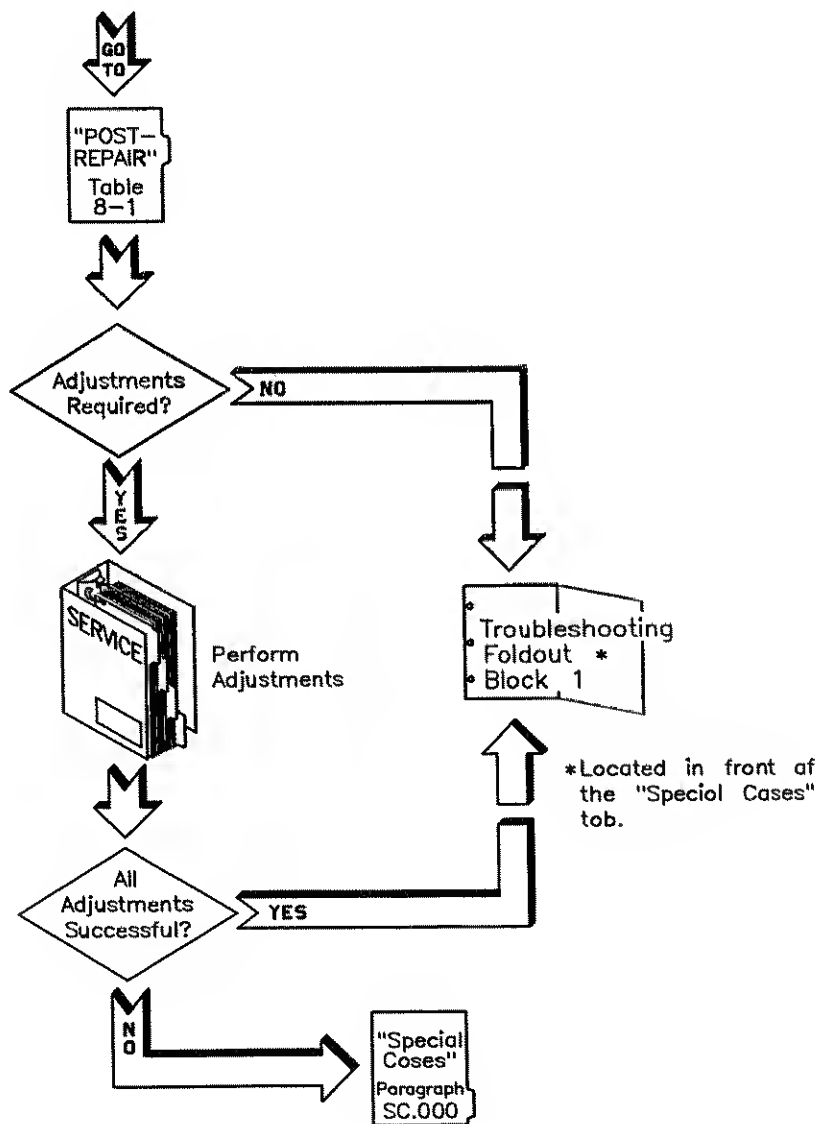 GO
TO
"POST-
REPAIR"
Table
8-1
Adjustments
Required?
NO
YES
SERVICE
Perform
Adjustments
Troubleshooting
Foldout *
Block 1
*Located in front af
the "Speciol Cases"
tob.
All
Adjustments
Successful?
YES
NO
"Special
Coses"
Paragraph
SC.000